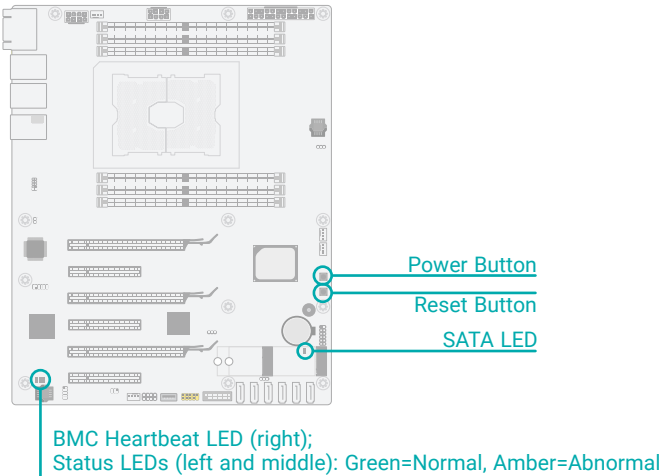 Power Button
Reset Button
SATA LED
BMC Heartbeat LED (right);
Status LEDs (left and middle): Green=Normal, Amber=Abnormal